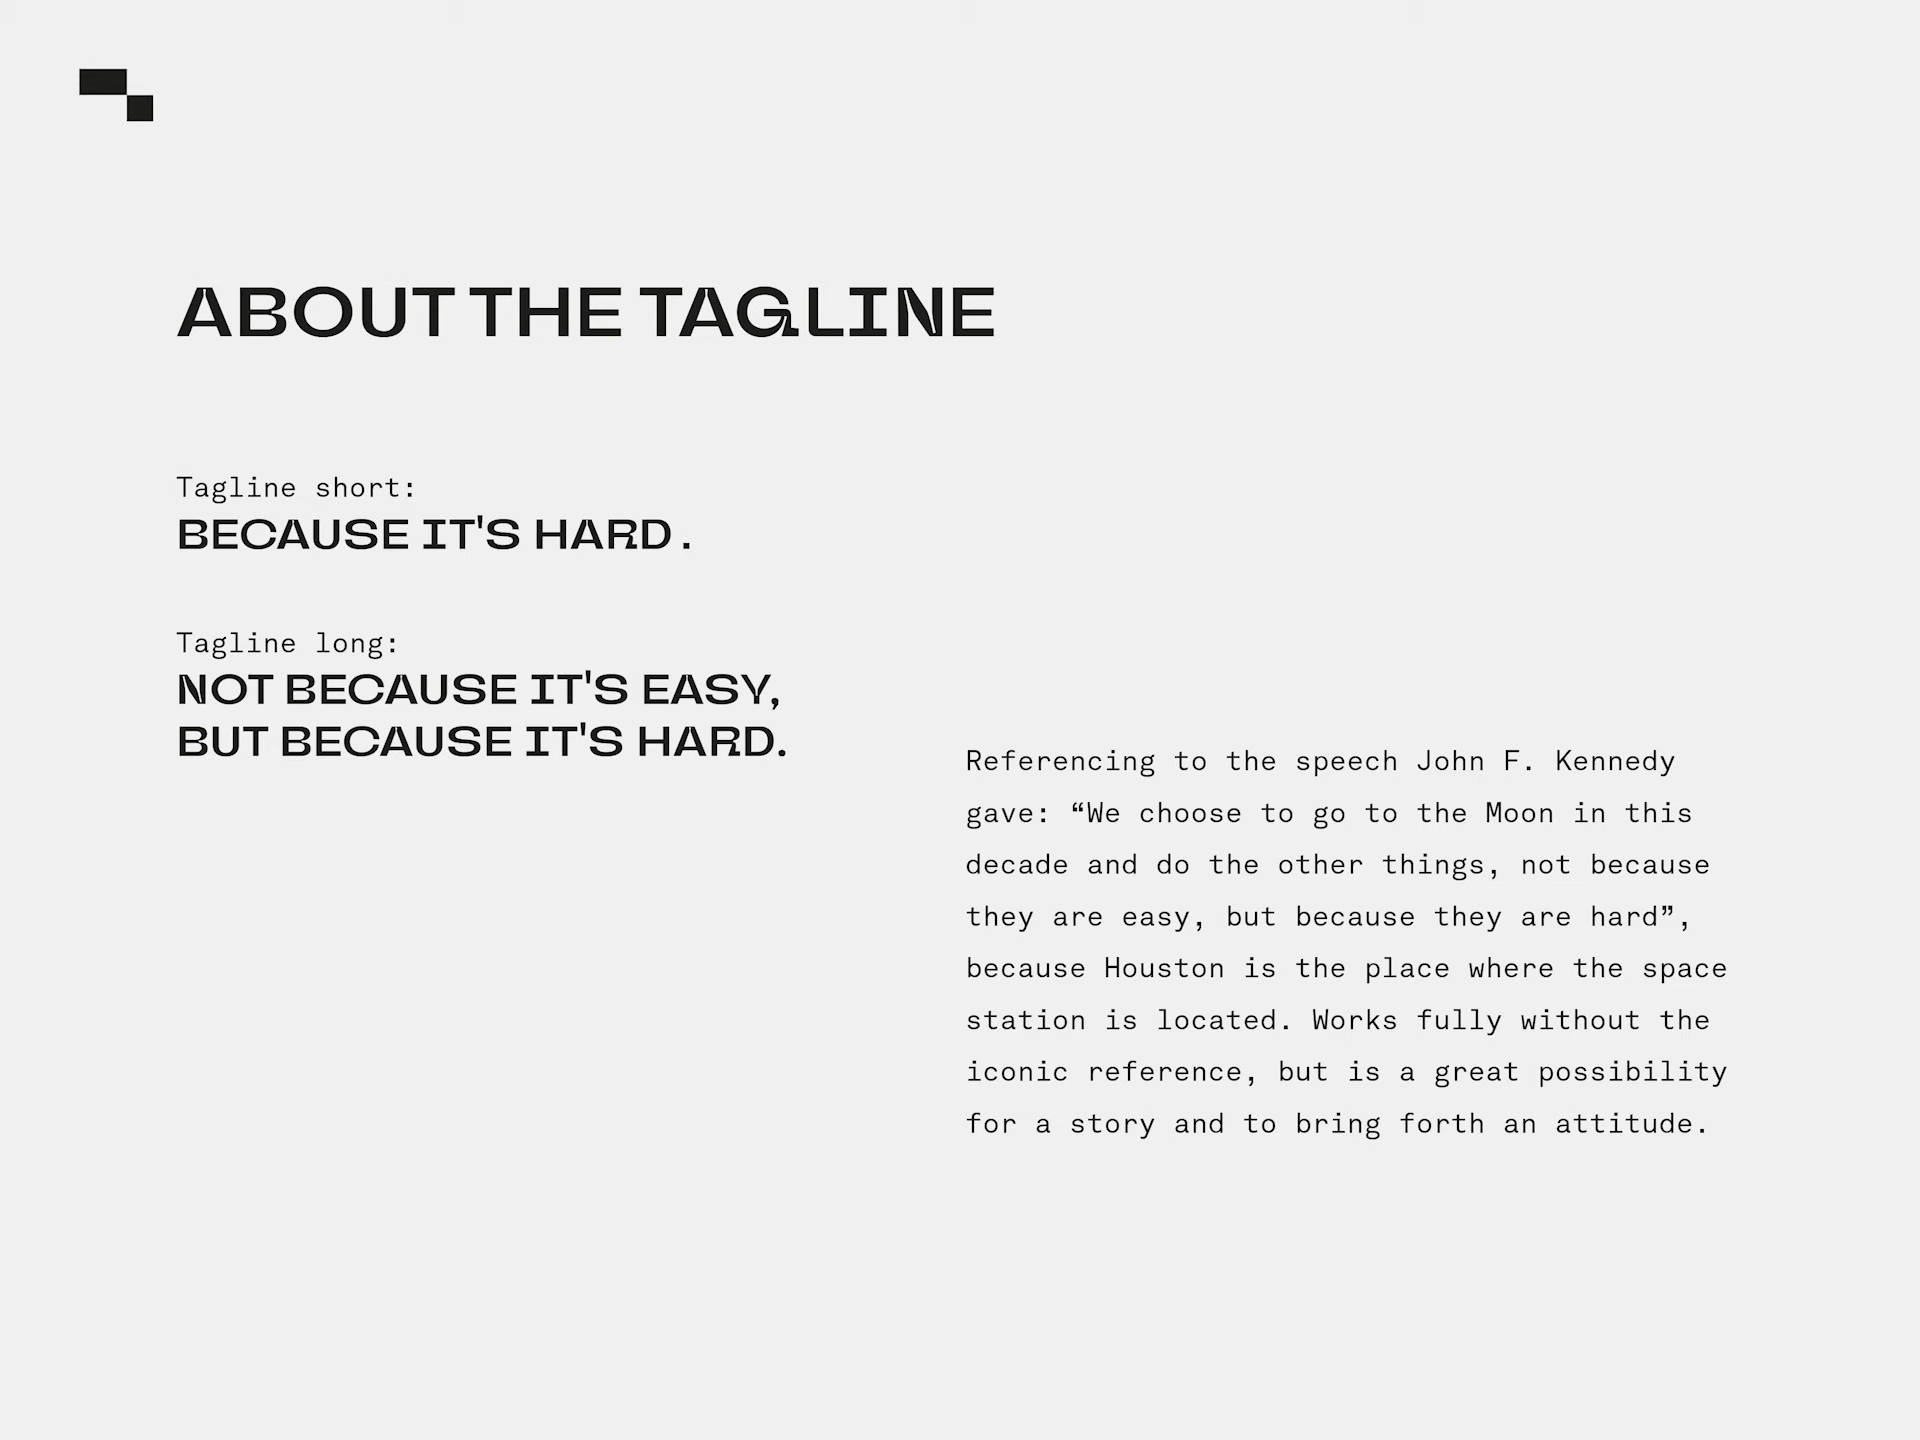 ABOUT THE TAGLINE
Tagline short:
BECAUSE IT'S HARD.
Tagline long:
NOT BECAUSE IT'S EASY,
BUT BECAUSE IT'S HARD.
Referencing to the speech John F. Kennedy
gave: “We choose to go to the Moon in this
decade and do the other things, not because
they are easy, but because they are hard”,
because Houston is the place where the space
station is located. Works fully without the
iconic reference, but is a great possibility
for a story and to bring forth an attitude.